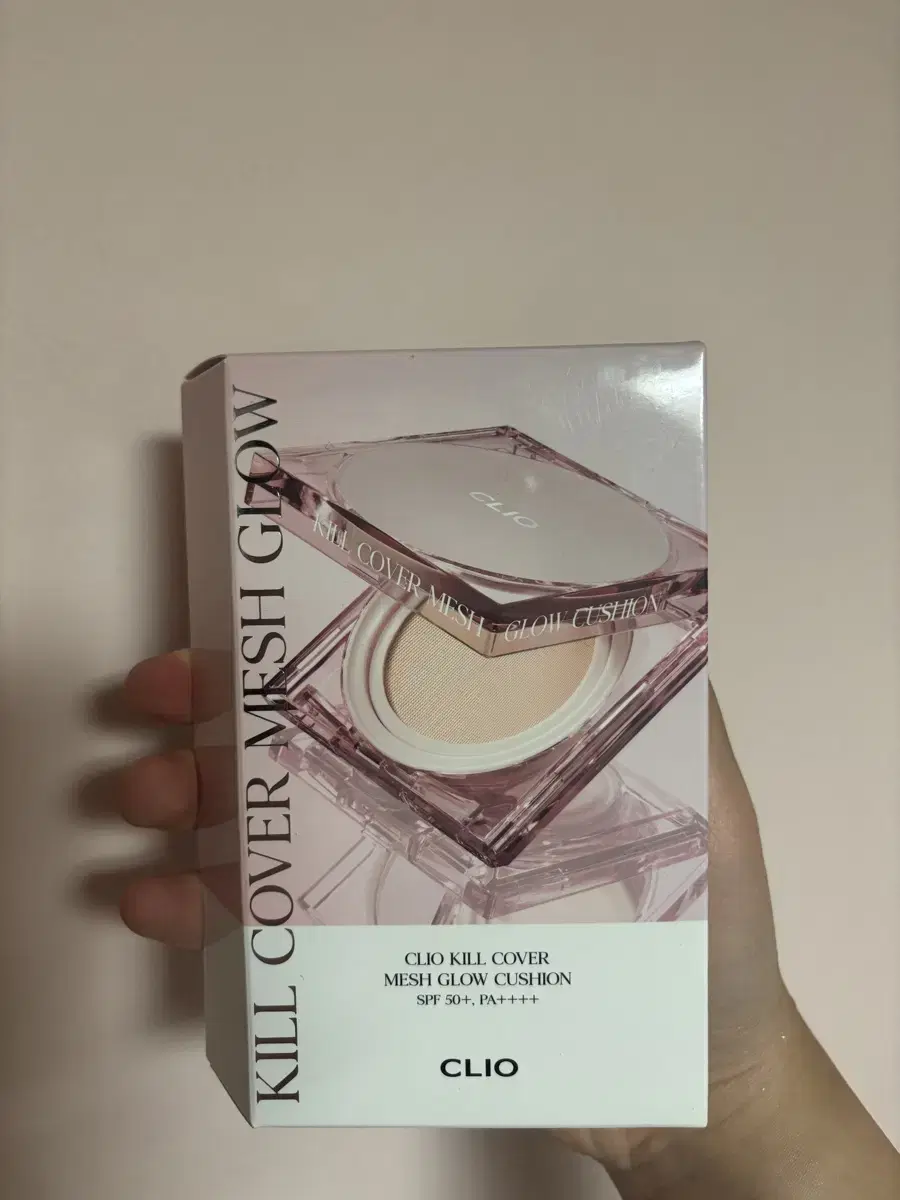 KILL COVER MESH GLOW
CLIO
KILL COVER MESH GLOW CUSHION
CLIO KILL COVER
MESH GLOW CUSHION
SPF 50+, PA++++
CLIO